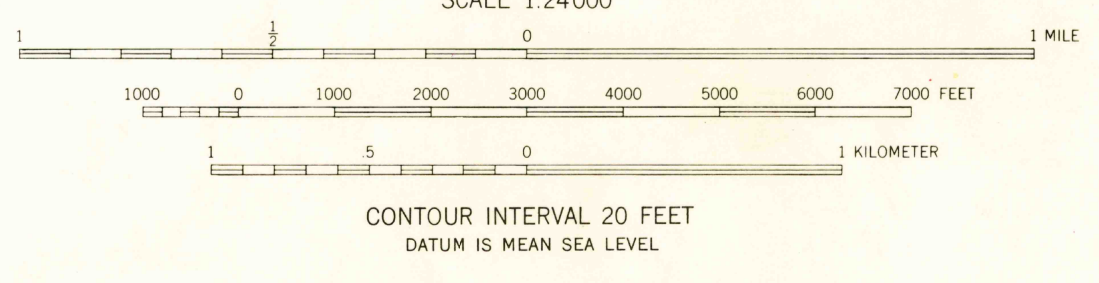 SCALE 1:24000
1 1/2 0 1 MILE
1000 0 1000 2000 3000 4000 5000 6000 7000 FEET
1 .5 0 1 KILOMETER
CONTOUR INTERVAL 20 FEET
DATUM IS MEAN SEA LEVEL